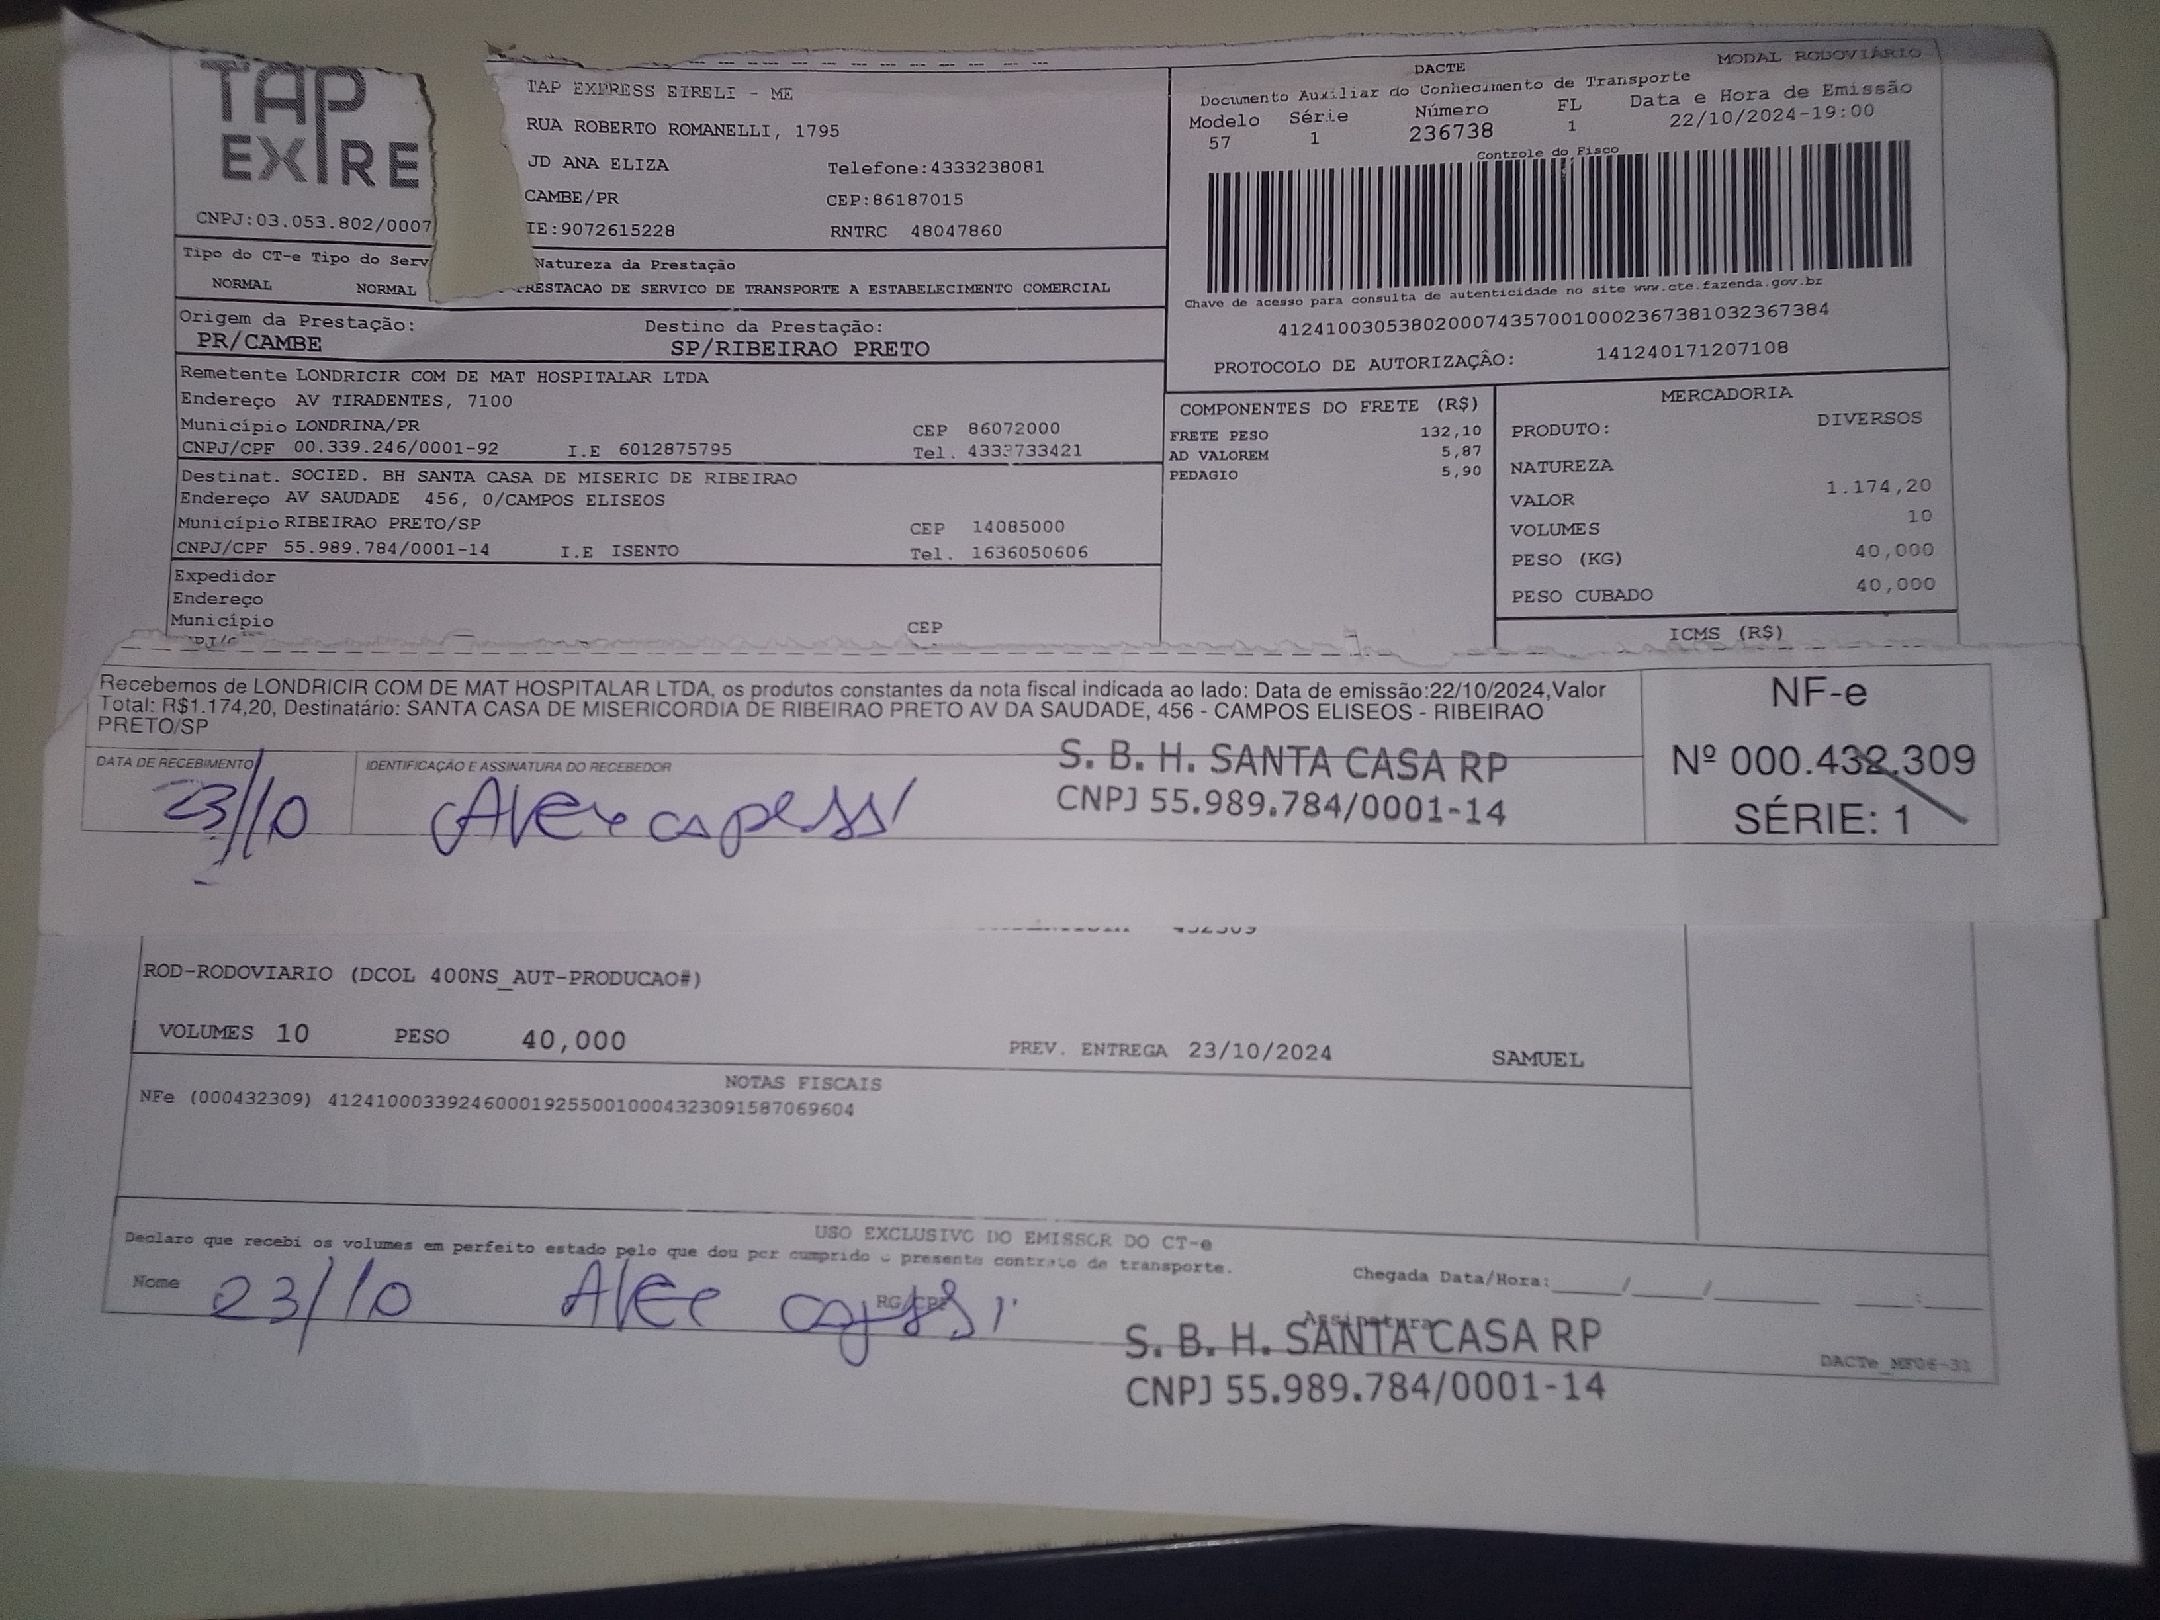 TAP
EXPRE
TAP EXPRESS EIRELI - ME
RUA ROBERTO ROMANELLI, 1795
JD ANA ELIZA Telefone:4333238081
CAMBE/PR CEP:86187015
CNPJ:03.053.802/0007 IE:9072615228 RNTRC 48047860
Tipo do CT-e Tipo do Serv Natureza da Prestação
NORMAL NORMAL PRESTACAO DE SERVICO DE TRANSPORTE A ESTABELECIMENTO COMERCIAL
Origem da Prestação: Destino da Prestação:
PR/CAMBE SP/RIBEIRAO PRETO
Remetente LONDRICIR COM DE MAT HOSPITALAR LTDA
Endereço AV TIRADENTES, 7100
Município LONDRINA/PR CEP 86072000
CNPJ/CPF 00.339.246/0001-92 I.E 6012875795 Tel. 4333733421
Destinat. SOCIED. BH SANTA CASA DE MISERIC DE RIBEIRAO
Endereço AV SAUDADE 456, 0/CAMPOS ELISEOS
Município RIBEIRAO PRETO/SP CEP 14085000
CNPJ/CPF 55.989.784/0001-14 I.E ISENTO Tel. 1636050606
Expedidor
Endereço
Município CEP
DACTE MODAL RODOVIÁRIO
Documento Auxiliar do Conhecimento de Transporte
Modelo Série Número FL Data e Hora de Emissão
57 1 236738 1 22/10/2024-19:00
Controle do Fisco
Chave de acesso para consulta de autenticidade no site www.cte.fazenda.gov.br
41241003053802000743570010002367381032367384
PROTOCOLO DE AUTORIZAÇÃO: 141240171207108
COMPONENTES DO FRETE (R$)
FRETE PESO 132,10
AD VALOREM 5,87
PEDAGIO 5,90
MERCADORIA
PRODUTO: DIVERSOS
NATUREZA
VALOR 1.174,20
VOLUMES 10
PESO (KG) 40,000
PESO CUBADO 40,000
ICMS (R$)
Recebemos de LONDRICIR COM DE MAT HOSPITALAR LTDA, os produtos constantes da nota fiscal indicada ao lado: Data de emissão:22/10/2024,Valor
Total: R$1.174,20, Destinatário: SANTA CASA DE MISERICORDIA DE RIBEIRAO PRETO AV DA SAUDADE, 456 - CAMPOS ELISEOS - RIBEIRAO
PRETO/SP
DATA DE RECEBIMENTO IDENTIFICAÇÃO E ASSINATURA DO RECEBEDOR
23/10
S. B. H. SANTA CASA RP
CNPJ 55.989.784/0001-14
NF-e
Nº 000.432.309
SÉRIE: 1
432309
ROD-RODOVIARIO (DCOL 400NS_AUT-PRODUCAO#)
VOLUMES 10 PESO 40,000 PREV. ENTREGA 23/10/2024 SAMUEL
NOTAS FISCAIS
NFe (000432309) 41241000339246000192550010004323091587069604
USO EXCLUSIVO DO EMISSOR DO CT-e
Declaro que recebi os volumes em perfeito estado pelo que dou por cumprido o presente contrato de transporte.
Nome 23/10 RG/CPF Chegada Data/Hora:_____/_____/_______ ___:____
Assinatura
S. B. H. SANTA CASA RP
CNPJ 55.989.784/0001-14